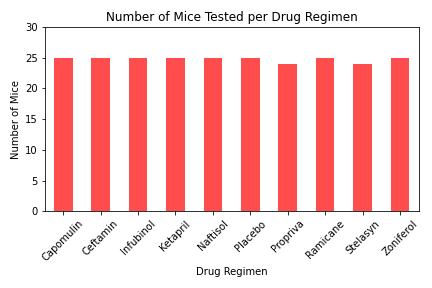 Number of Mice Tested per Drug Regimen
Number of Mice
30
25
20
15
10
5
0
Capomulin
Ceftamin
Infubinol
Ketapril
Naftisol
Placebo
Propriva
Ramicane
Stelasyn
Zoniferol
Drug Regimen